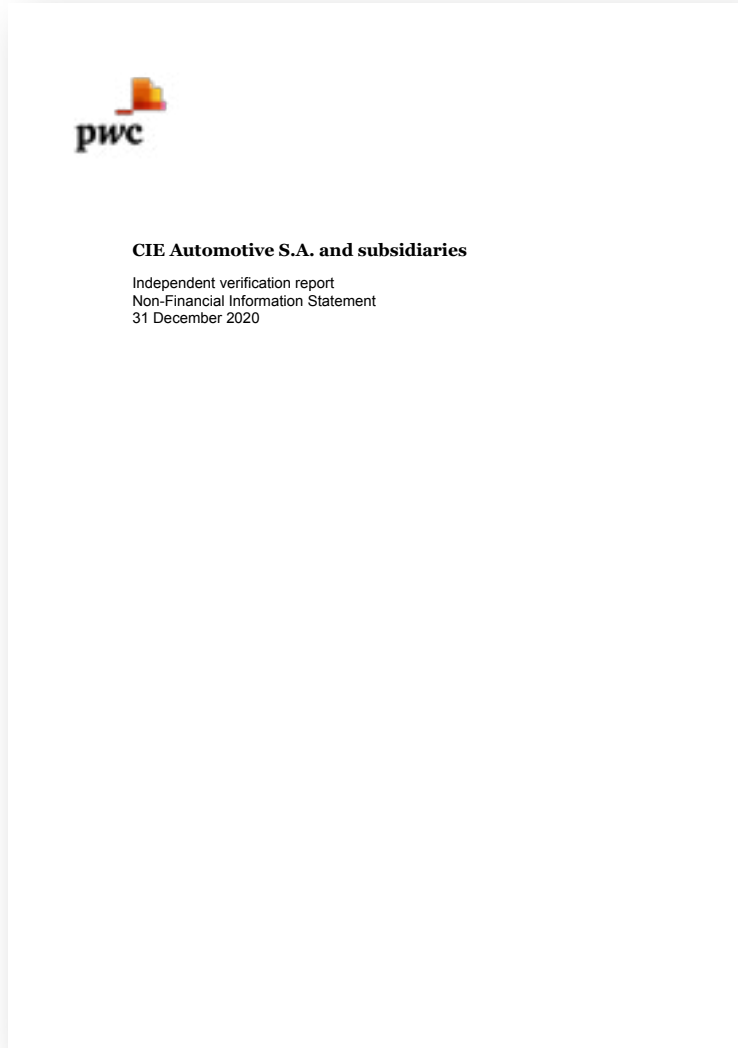 pwc
CIE Automotive S.A. and subsidiaries
Independent verification report
Non-Financial Information Statement
31 December 2020